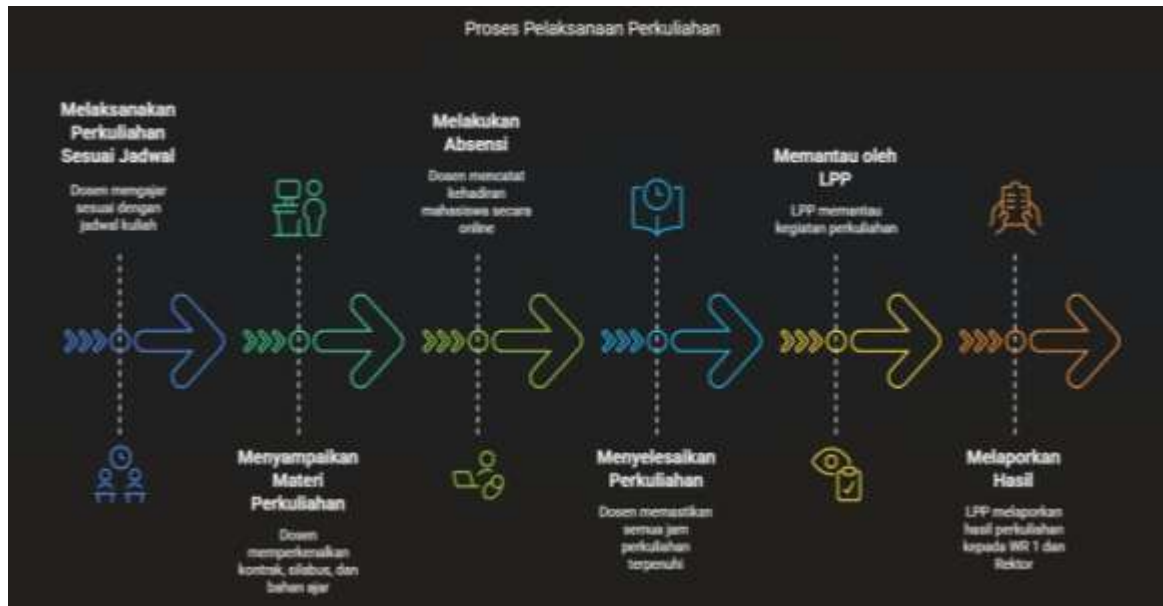 Proses Pelaksanaan Perkuliahan
Melaksanakan
Perkuliahan
Sesuai Jadwal
Dosen mengajar
sesuai dengan
jadwal kuliah
Menyampaikan
Materi
Perkuliahan
Dosen
memperkenalkan
kontrak, silabus, dan
bahan ajar
Melakukan
Absensi
Dosen mencatat
kehadiran
mahasiswa secara
online
Menyelesaikan
Perkuliahan
Dosen memastikan
semua jam
perkuliahan
terpenuhi
Memantau oleh
LPP
LPP memantau
kegiatan perkuliahan
Melaporkan
Hasil
LPP melaporkan
hasil perkuliahan
kepada WR 1 dan
Rektor